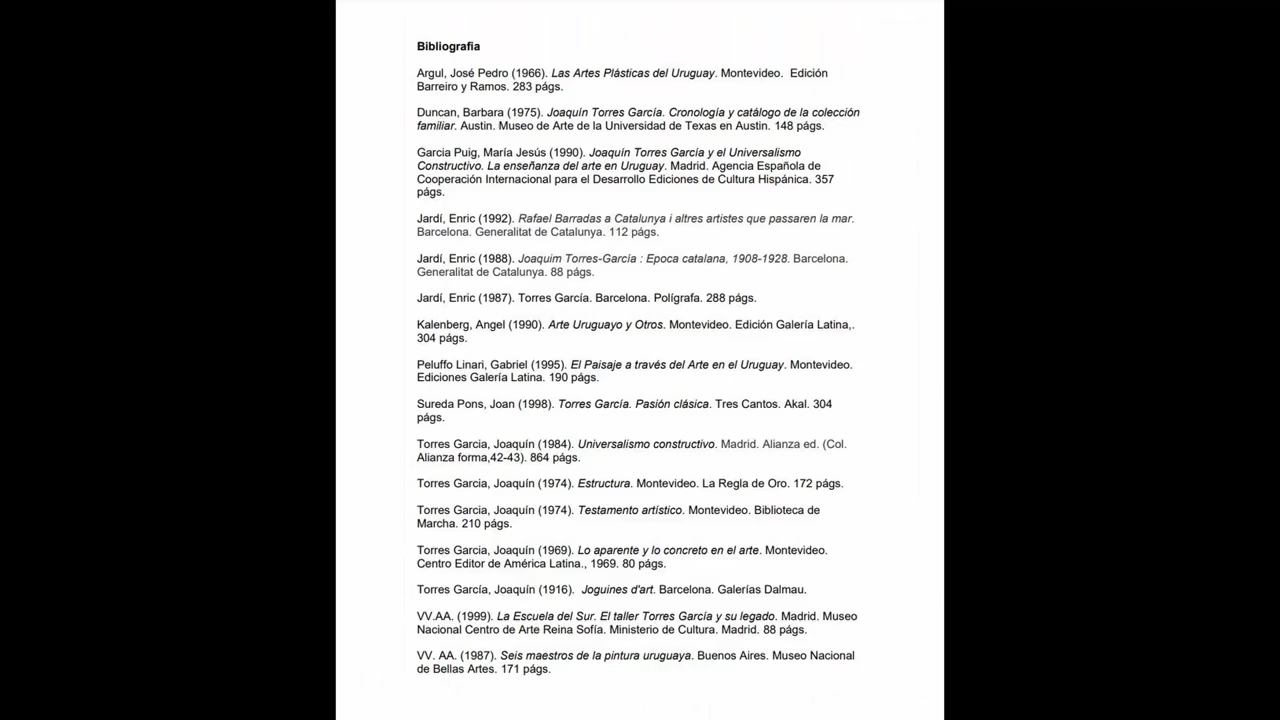 Bibliografia
Argul, José Pedro (1966). Las Artes Plásticas del Uruguay. Montevideo.  Edición
Barreiro y Ramos. 283 págs.
Duncan, Barbara (1975). Joaquín Torres García. Cronología y catálogo de la colección
familiar. Austin. Museo de Arte de la Universidad de Texas en Austin. 148 págs.
Garcia Puig, María Jesús (1990). Joaquín Torres García y el Universalismo
Constructivo. La enseñanza del arte en Uruguay. Madrid. Agencia Española de
Cooperación Internacional para el Desarrollo Ediciones de Cultura Hispánica. 357
págs.
Jardí, Enric (1992). Rafael Barradas a Catalunya i altres artistes que passaren la mar.
Barcelona. Generalitat de Catalunya. 112 págs.
Jardí, Enric (1988). Joaquim Torres-García : Epoca catalana, 1908-1928. Barcelona.
Generalitat de Catalunya. 88 págs.
Jardí, Enric (1987). Torres García. Barcelona. Polígrafa. 288 págs.
Kalenberg, Angel (1990). Arte Uruguayo y Otros. Montevideo. Edición Galería Latina,.
304 págs.
Peluffo Linari, Gabriel (1995). El Paisaje a través del Arte en el Uruguay. Montevideo.
Ediciones Galería Latina. 190 págs.
Sureda Pons, Joan (1998). Torres García. Pasión clásica. Tres Cantos. Akal. 304
págs.
Torres Garcia, Joaquín (1984). Universalismo constructivo. Madrid. Alianza ed. (Col.
Alianza forma,42-43). 864 págs.
Torres Garcia, Joaquín (1974). Estructura. Montevideo. La Regla de Oro. 172 págs.
Torres Garcia, Joaquín (1974). Testamento artístico. Montevideo. Biblioteca de
Marcha. 210 págs.
Torres Garcia, Joaquín (1969). Lo aparente y lo concreto en el arte. Montevideo.
Centro Editor de América Latina., 1969. 80 págs.
Torres García, Joaquín (1916).  Joguines d'art. Barcelona. Galerías Dalmau.
VV.AA. (1999). La Escuela del Sur. El taller Torres García y su legado. Madrid. Museo
Nacional Centro de Arte Reina Sofía. Ministerio de Cultura. Madrid. 88 págs.
VV. AA. (1987). Seis maestros de la pintura uruguaya. Buenos Aires. Museo Nacional
de Bellas Artes. 171 págs.